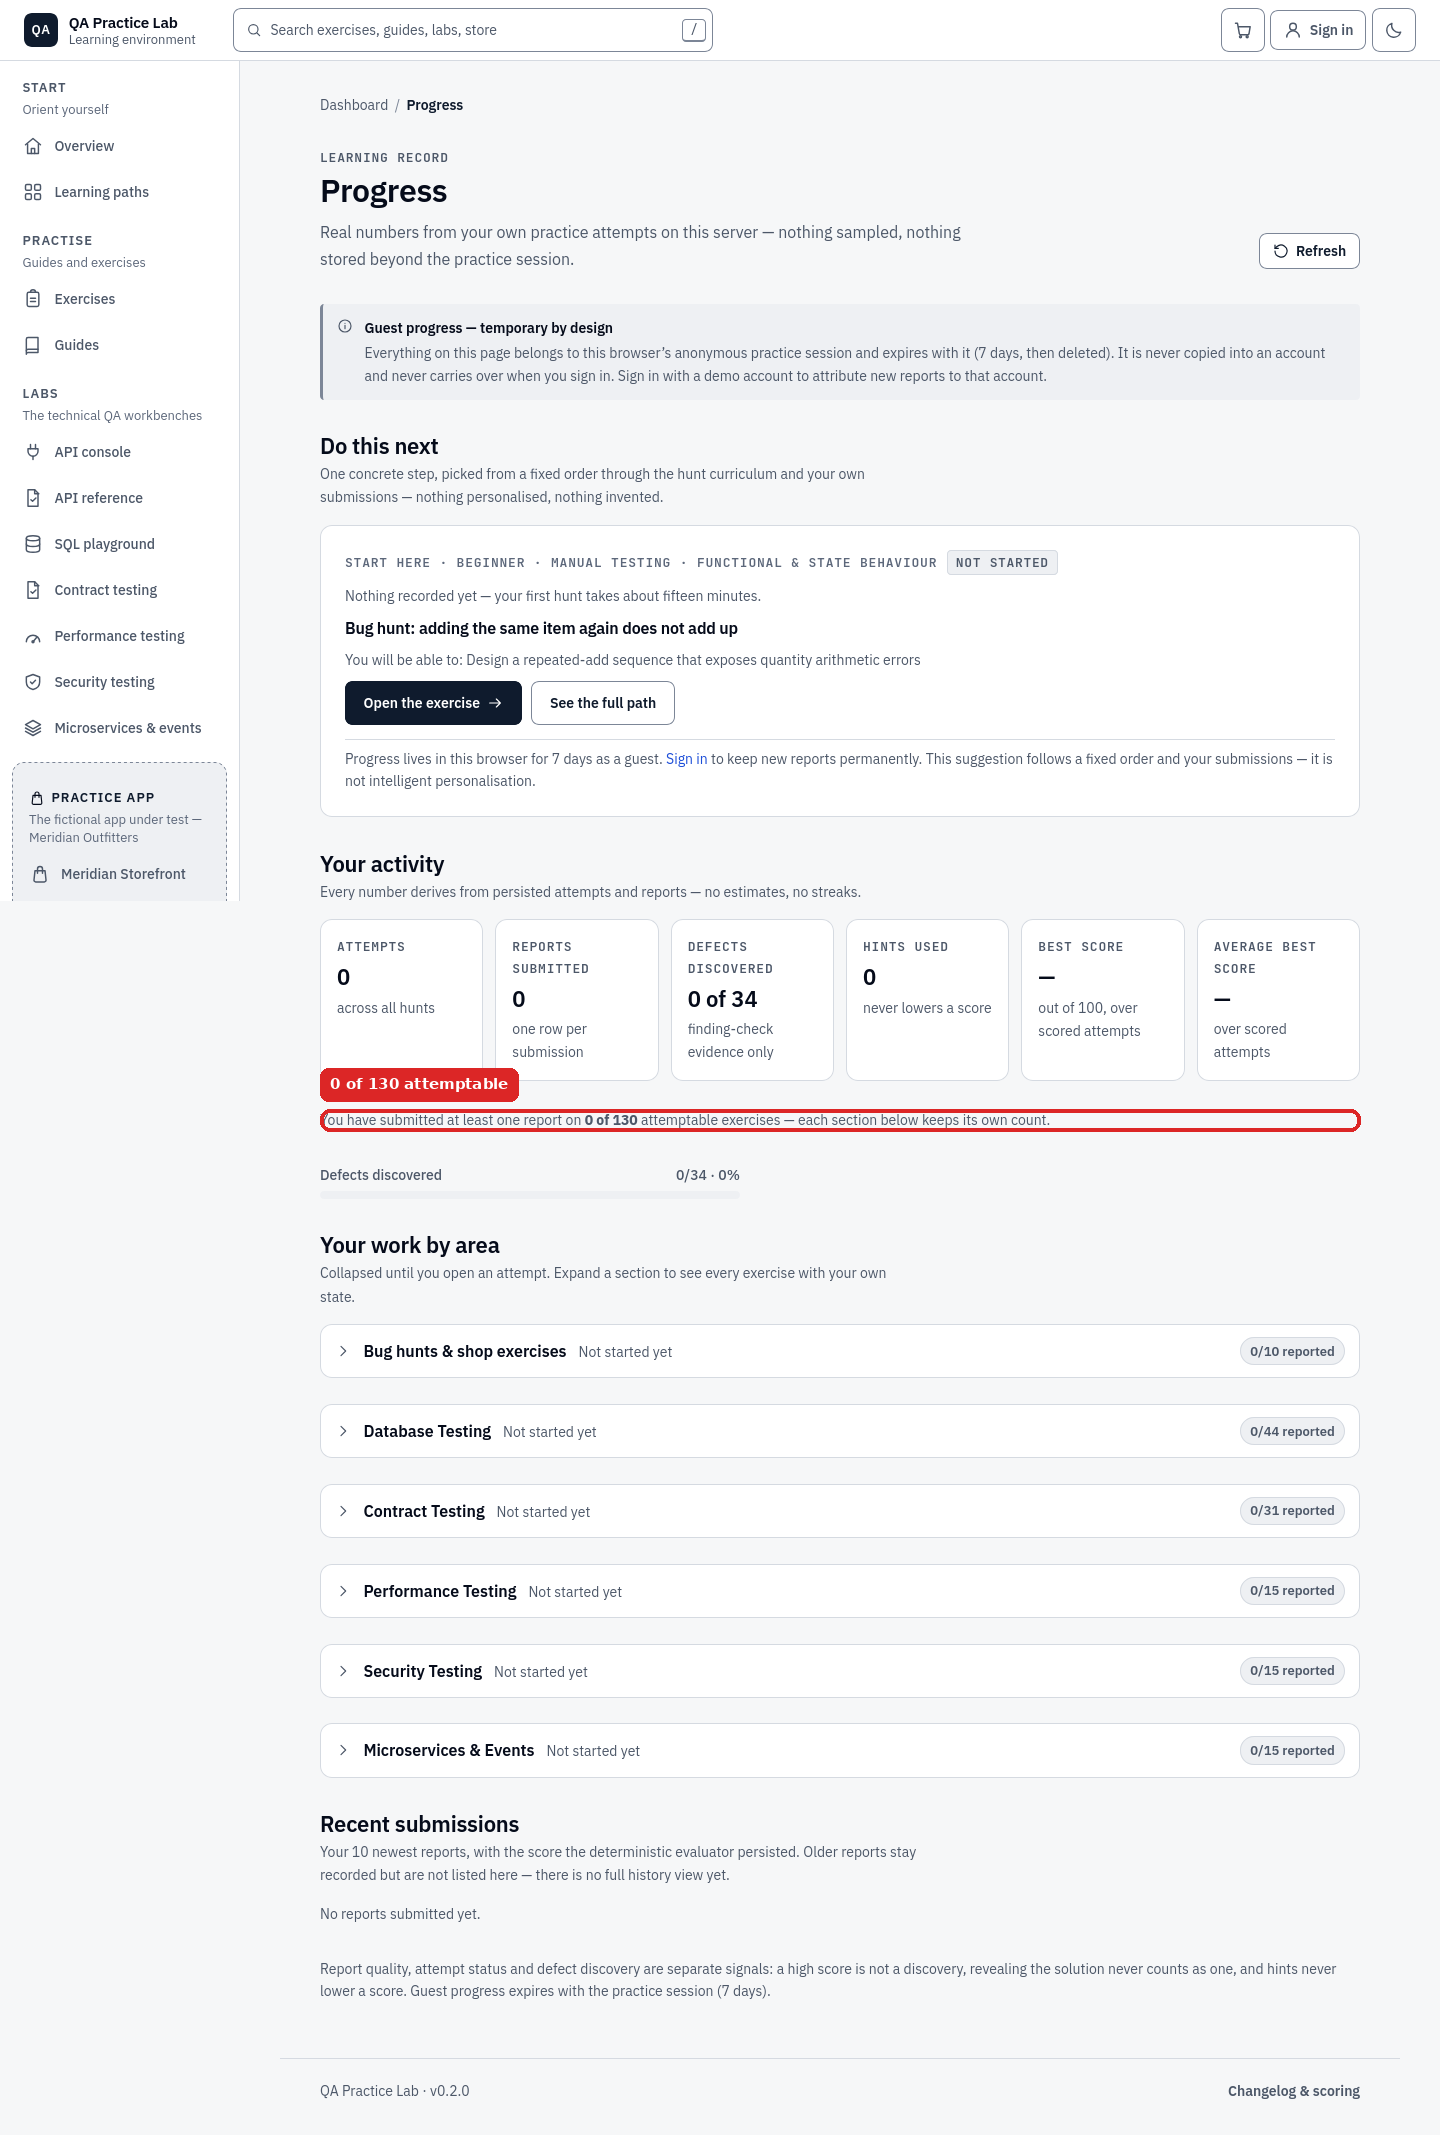 QA
QA Practice Lab
Learning environment
Search exercises, guides, labs, store
/
Sign in
START
Orient yourself
Overview
Learning paths
PRACTISE
Guides and exercises
Exercises
Guides
LABS
The technical QA workbenches
API console
API reference
SQL playground
Contract testing
Performance testing
Security testing
Microservices & events
PRACTICE APP
The fictional app under test —
Meridian Outfitters
Meridian Storefront
Dashboard / Progress
LEARNING RECORD
Progress
Real numbers from your own practice attempts on this server — nothing sampled, nothing
stored beyond the practice session.
Refresh
Guest progress — temporary by design
Everything on this page belongs to this browser’s anonymous practice session and expires with it (7 days, then deleted). It is never copied into an account
and never carries over when you sign in. Sign in with a demo account to attribute new reports to that account.
Do this next
One concrete step, picked from a fixed order through the hunt curriculum and your own
submissions — nothing personalised, nothing invented.
START HERE · BEGINNER · MANUAL TESTING · FUNCTIONAL & STATE BEHAVIOUR NOT STARTED
Nothing recorded yet — your first hunt takes about fifteen minutes.
Bug hunt: adding the same item again does not add up
You will be able to: Design a repeated-add sequence that exposes quantity arithmetic errors
Open the exercise →
See the full path
Progress lives in this browser for 7 days as a guest. Sign in to keep new reports permanently. This suggestion follows a fixed order and your submissions — it is
not intelligent personalisation.
Your activity
Every number derives from persisted attempts and reports — no estimates, no streaks.
ATTEMPTS
0
across all hunts
REPORTS
SUBMITTED
0
one row per
submission
DEFECTS
DISCOVERED
0 of 34
finding-check
evidence only
HINTS USED
0
never lowers a score
BEST SCORE
—
out of 100, over
scored attempts
AVERAGE BEST
SCORE
—
over scored
attempts
0 of 130 attemptable
You have submitted at least one report on 0 of 130 attemptable exercises — each section below keeps its own count.
Defects discovered 0/34 · 0%
Your work by area
Collapsed until you open an attempt. Expand a section to see every exercise with your own
state.
Bug hunts & shop exercises Not started yet 0/10 reported
Database Testing Not started yet 0/44 reported
Contract Testing Not started yet 0/31 reported
Performance Testing Not started yet 0/15 reported
Security Testing Not started yet 0/15 reported
Microservices & Events Not started yet 0/15 reported
Recent submissions
Your 10 newest reports, with the score the deterministic evaluator persisted. Older reports stay
recorded but are not listed here — there is no full history view yet.
No reports submitted yet.
Report quality, attempt status and defect discovery are separate signals: a high score is not a discovery, revealing the solution never counts as one, and hints never
lower a score. Guest progress expires with the practice session (7 days).
QA Practice Lab · v0.2.0
Changelog & scoring